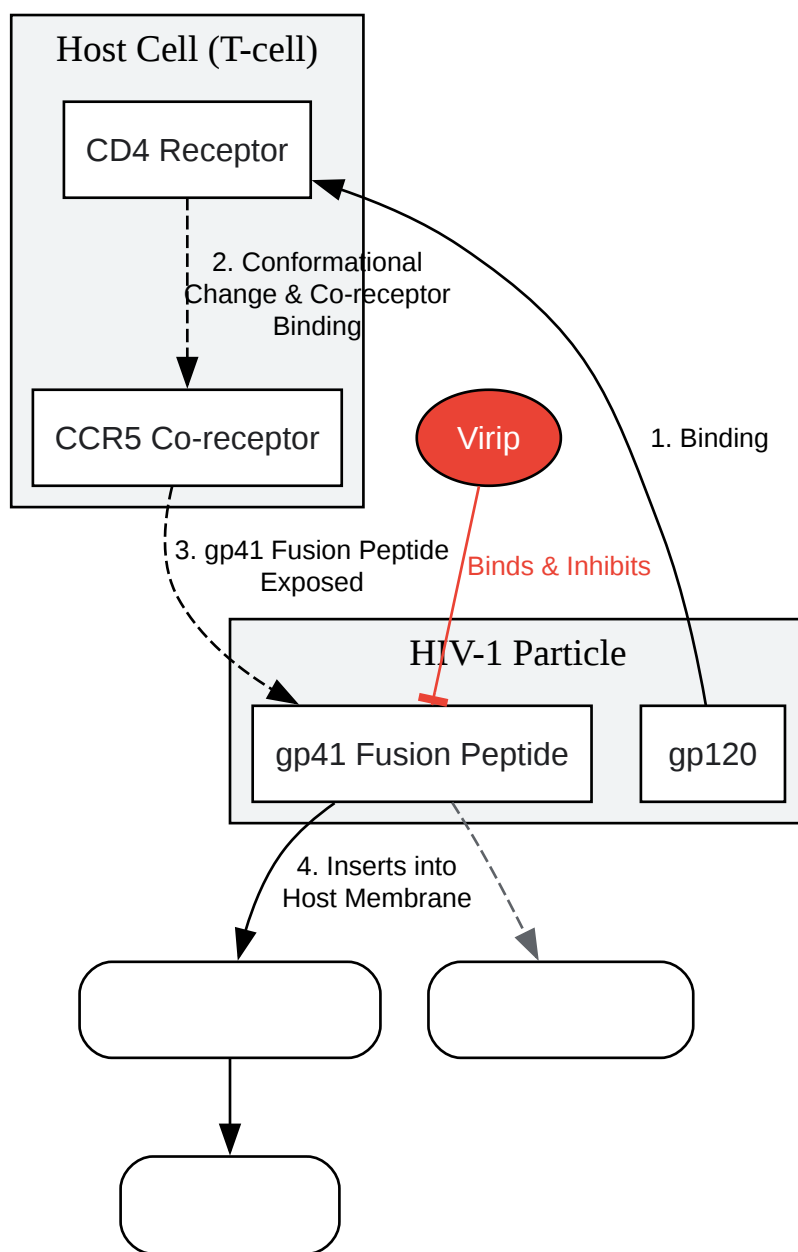 Host Cell (T-cell)
CD4 Receptor
2. Conformational
Change & Co-receptor
Binding
CCR5 Co-receptor
Virip
1. Binding
3. gp41 Fusion Peptide
Exposed
Binds & Inhibits
HIV-1 Particle
gp41 Fusion Peptide
gp120
4. Inserts into
Host Membrane